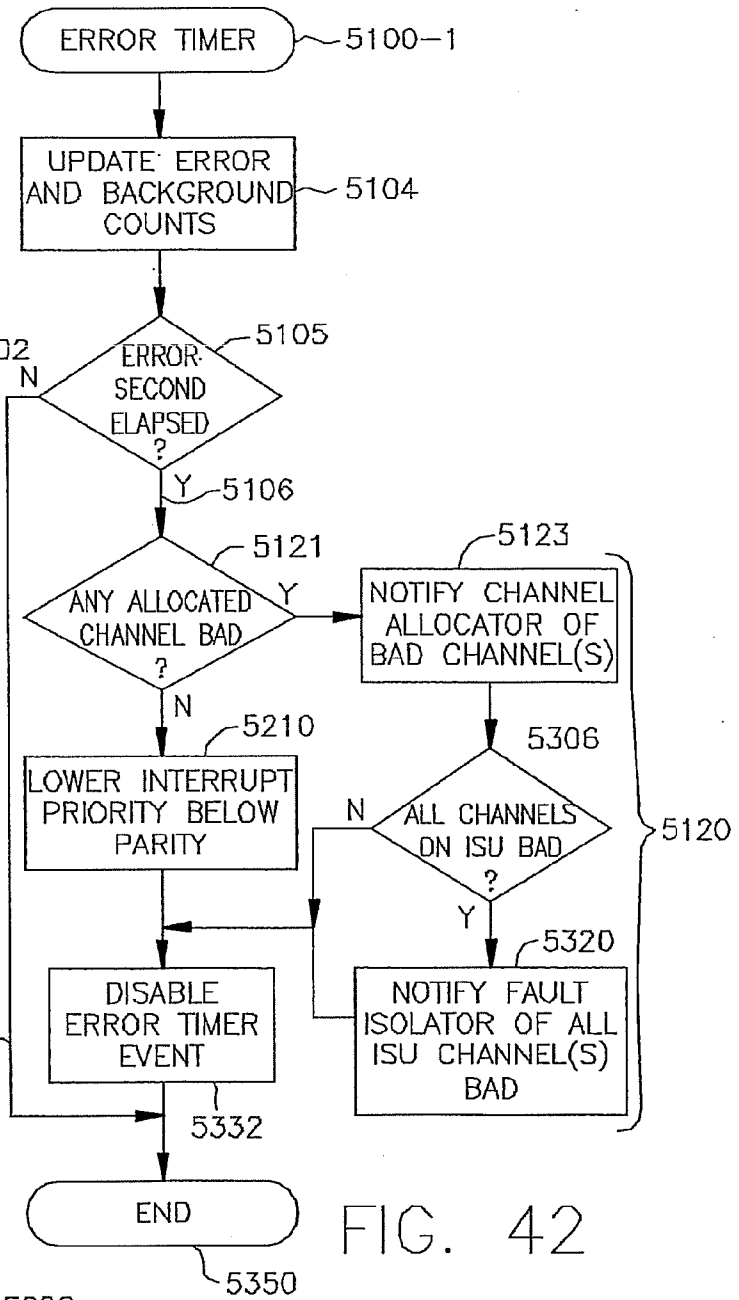 ERROR TIMER
5100-1
UPDATE ERROR
AND BACKGROUND
COUNTS
5104
5105
N
ERROR-
SECOND
ELAPSED
?
Y
5106
5121
ANY ALLOCATED
CHANNEL BAD
?
Y
N
5123
NOTIFY CHANNEL
ALLOCATOR OF
BAD CHANNEL(S)
5210
LOWER INTERRUPT
PRIORITY BELOW
PARITY
5306
N
ALL CHANNELS
ON ISU BAD
?
Y
5120
5320
NOTIFY FAULT
ISOLATOR OF ALL
ISU CHANNEL(S)
BAD
DISABLE
ERROR TIMER
EVENT
5332
END
5350
FIG. 42